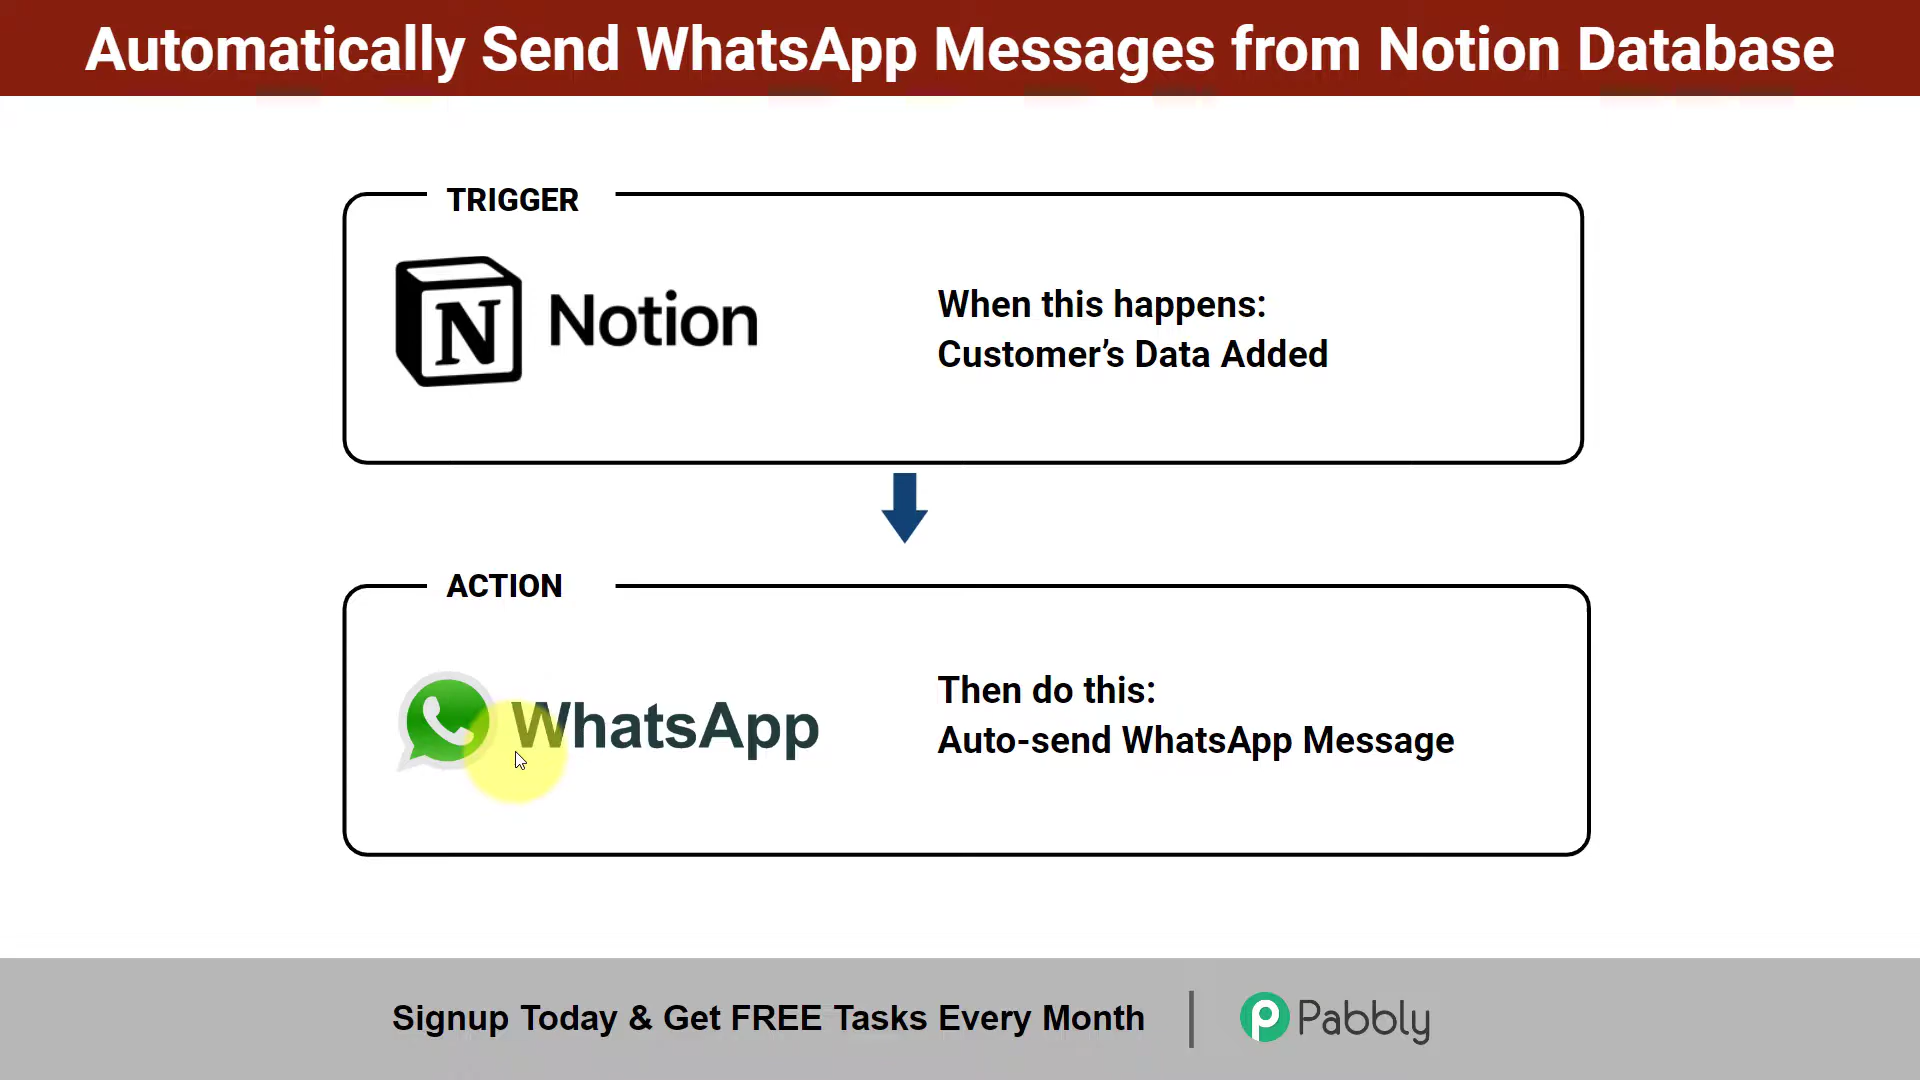 Automatically Send WhatsApp Messages from Notion Database
TRIGGER
N Notion
When this happens:
Customer’s Data Added
ACTION
WhatsApp
Then do this:
Auto-send WhatsApp Message
Signup Today & Get FREE Tasks Every Month
Pabbly